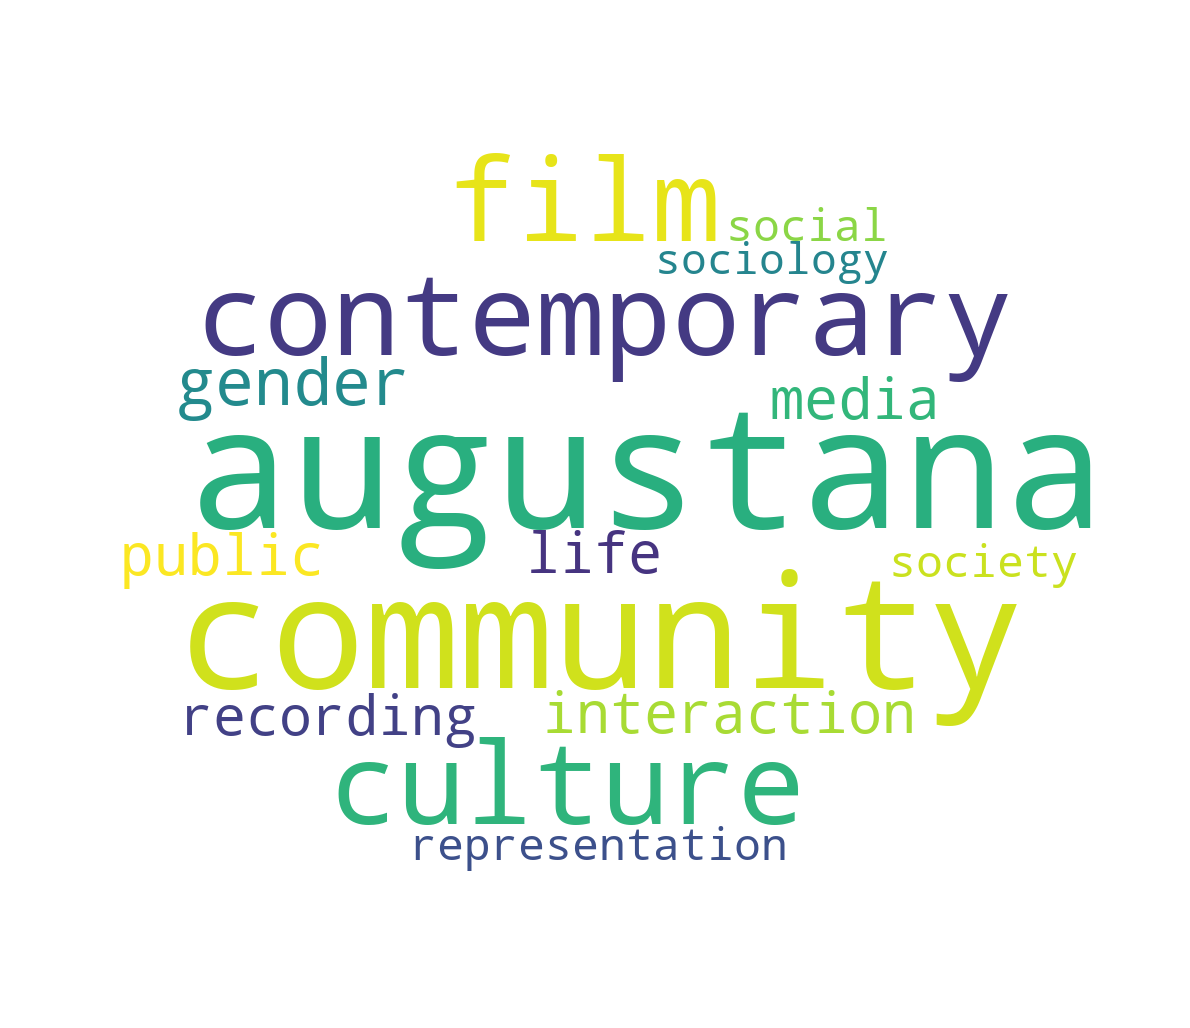 film
social
sociology
contemporary
gender
media
augustana
public
life
society
community
recording
interaction
culture
representation